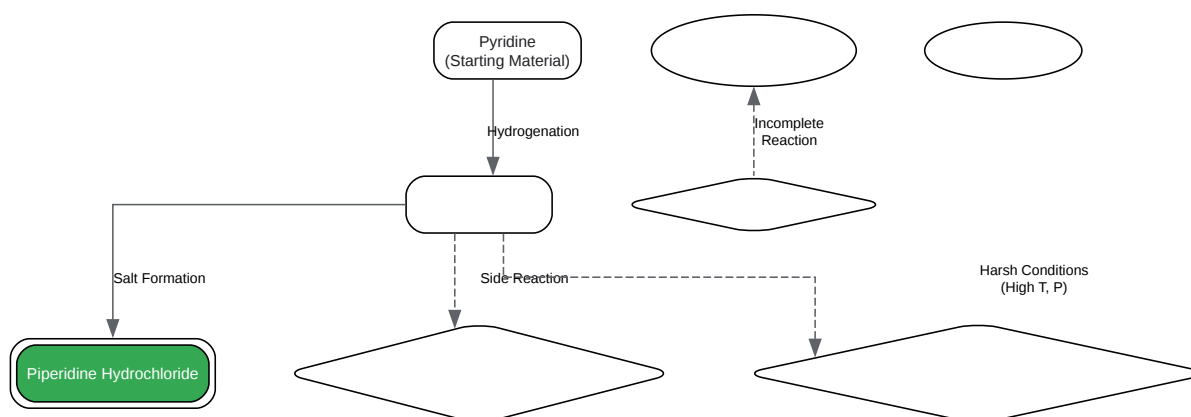 Pyridine
(Starting Material)
Hydrogenation
Incomplete
Reaction
Salt Formation
Side Reaction
Harsh Conditions
(High T, P)
Piperidine Hydrochloride